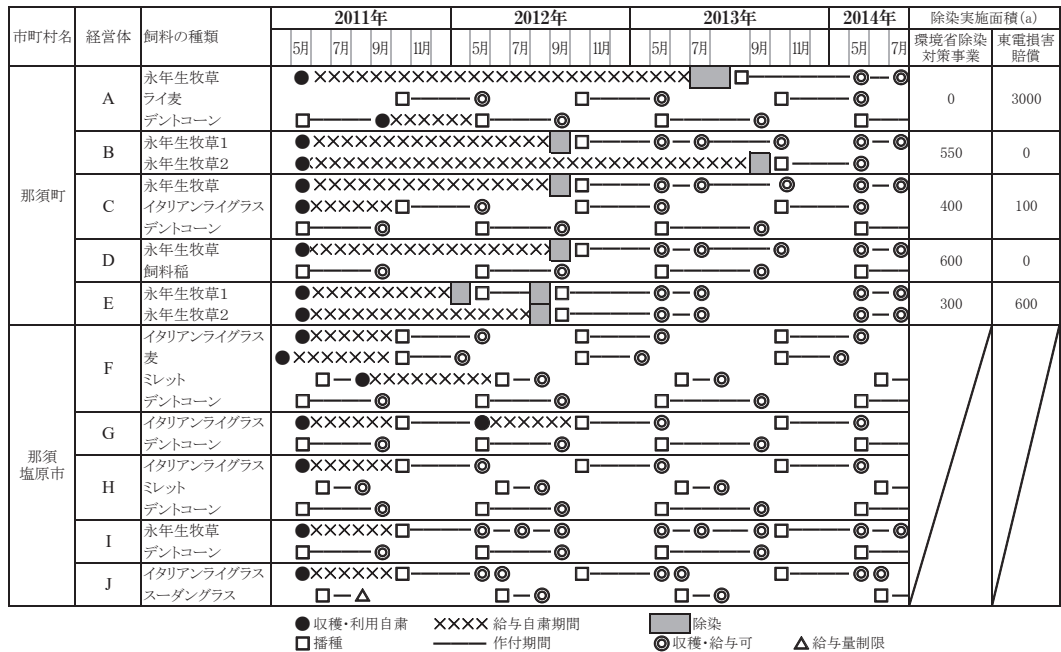 市町村名 経営体 飼料の種類 2011年 2012年 2013年 2014年 除染実施面積(a)
5月 7月 9月 11月 5月 7月 9月 11月 5月 7月 9月 11月 5月 7月 環境省除染対策事業 東電損害賠償
那須町
A 永年生牧草 0 3000
ライ麦
デントコーン
B 永年生牧草1 550 0
永年生牧草2
C 永年生牧草 400 100
イタリアンライグラス
デントコーン
D 永年生牧草 600 0
飼料稲
E 永年生牧草1 300 600
永年生牧草2
那須塩原市
F イタリアンライグラス
麦
ミレット
デントコーン
G イタリアンライグラス
デントコーン
H イタリアンライグラス
ミレット
デントコーン
I 永年生牧草
デントコーン
J イタリアンライグラス
スーダングラス
● 収穫・利用自粛 ×××× 給与自粛期間 除染
□ 播種 ――― 作付期間 ◎ 収穫・給与可 △ 給与量制限